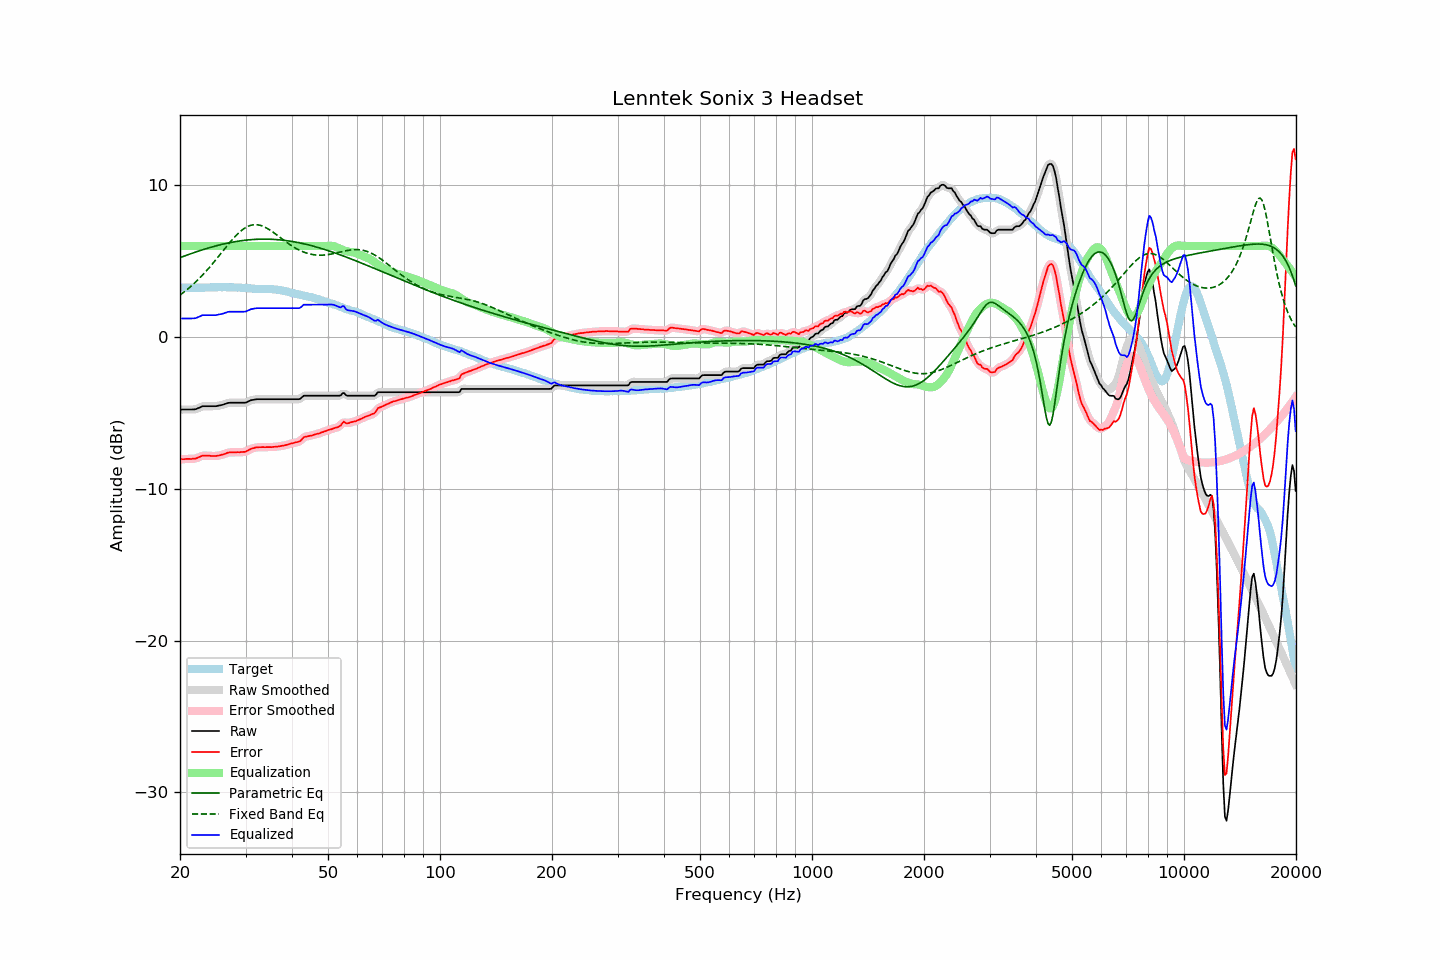 Lenntek Sonix 3 Headset
Amplitude (dBr)
10
0
−10
−20
−30
Target
Raw Smoothed
Error Smoothed
Raw
Error
Equalization
Parametric Eq
Fixed Band Eq
Equalized
20 50 100 200 500 1000 2000 5000 10000 20000
Frequency (Hz)